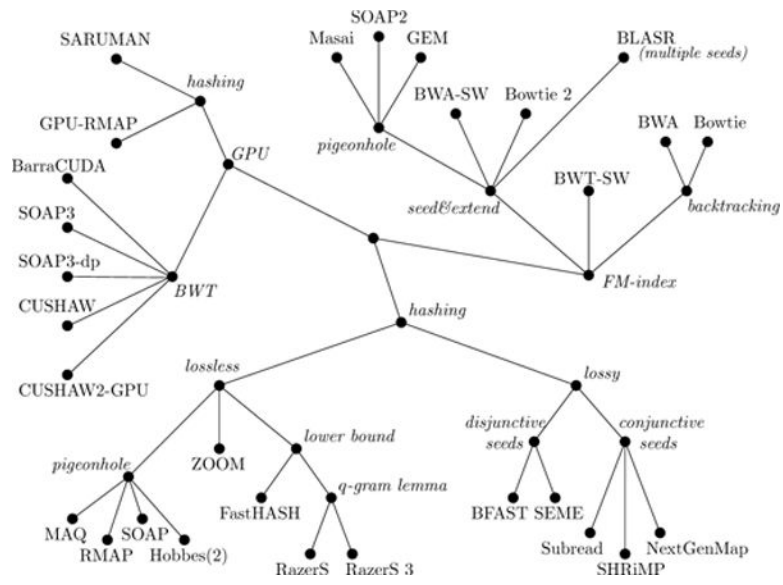 SOAP2
SARUMAN
Masai
GEM
BLASR
(multiple seeds)
hashing
BWA-SW
Bowtie 2
GPU-RMAP
BWA
Bowtie
GPU
pigeonhole
BarraCUDA
BWT-SW
seed&extend
backtracking
SOAP3
SOAP3-dp
BWT
FM-index
CUSHAW
hashing
lossless
lossy
CUSHAW2-GPU
disjunctive
seeds
conjunctive
seeds
lower bound
pigeonhole
ZOOM
q-gram lemma
FastHASH
BFAST
SEME
MAQ
SOAP
RMAP
Hobbes(2)
Subread
NextGenMap
RazerS
RazerS 3
SHRiMP